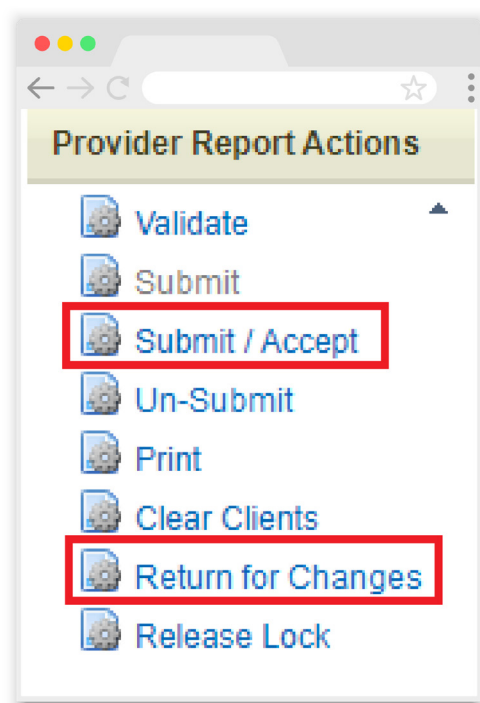 Provider Report Actions
Validate
Submit
Submit / Accept
Un-Submit
Print
Clear Clients
Return for Changes
Release Lock